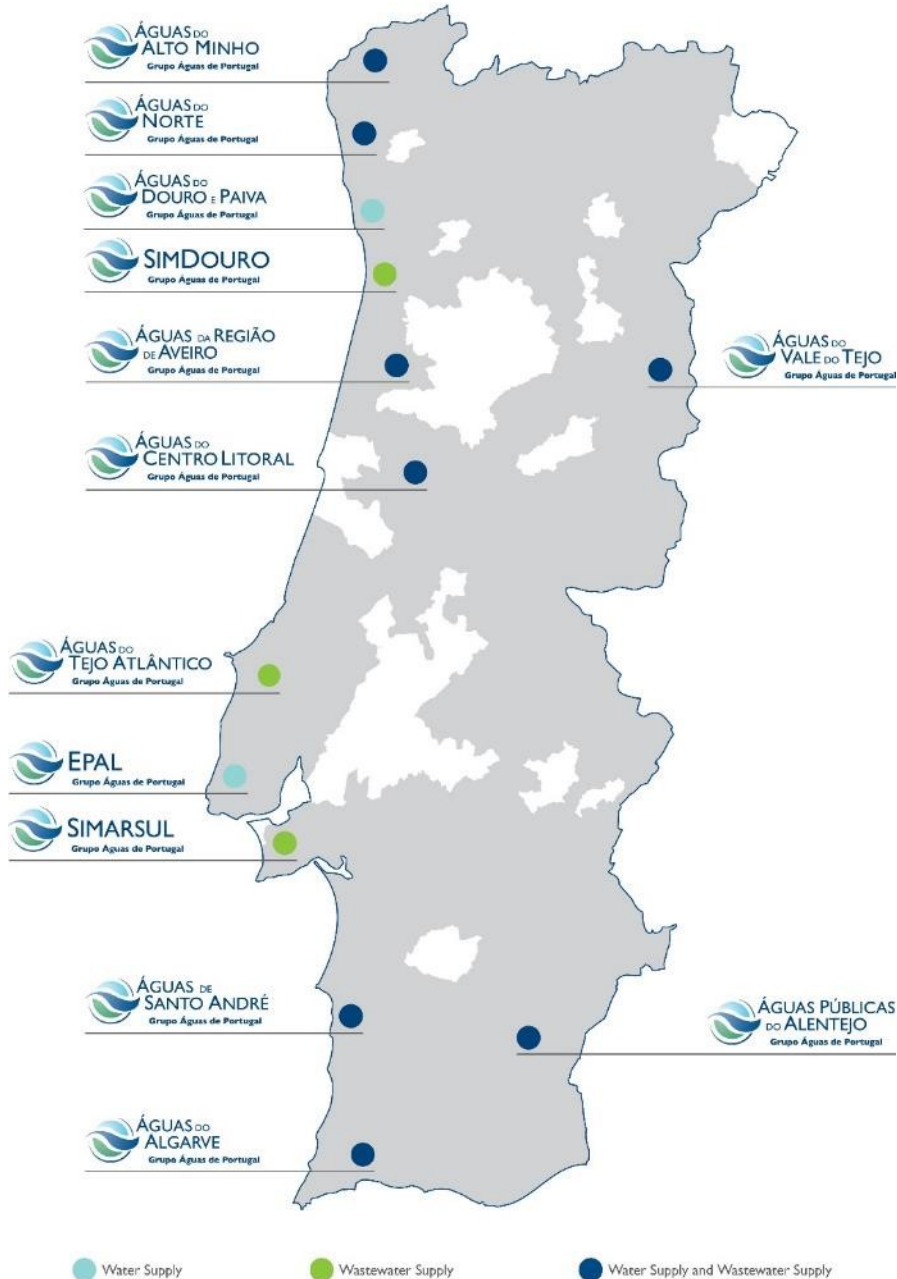 ÁGUAS DO
ALTO MINHO
Grupo Águas de Portugal
ÁGUAS DO
NORTE
Grupo Águas de Portugal
ÁGUAS DO
DOURO E PAIVA
Grupo Águas de Portugal
SIMDOURO
Grupo Águas de Portugal
ÁGUAS DA REGIÃO
DE AVEIRO
Grupo Águas de Portugal
ÁGUAS DO
VALE DO TEJO
Grupo Águas de Portugal
ÁGUAS DO
CENTRO LITORAL
Grupo Águas de Portugal
ÁGUAS DO
TEJO ATLÂNTICO
Grupo Águas de Portugal
EPAL
Grupo Águas de Portugal
SIMARSUL
Grupo Águas de Portugal
ÁGUAS DE
SANTO ANDRÉ
Grupo Águas de Portugal
ÁGUAS PÚBLICAS
DO ALENTEJO
Grupo Águas de Portugal
ÁGUAS DO
ALGARVE
Grupo Águas de Portugal
Water Supply
Wastewater Supply
Water Supply and Wastewater Supply